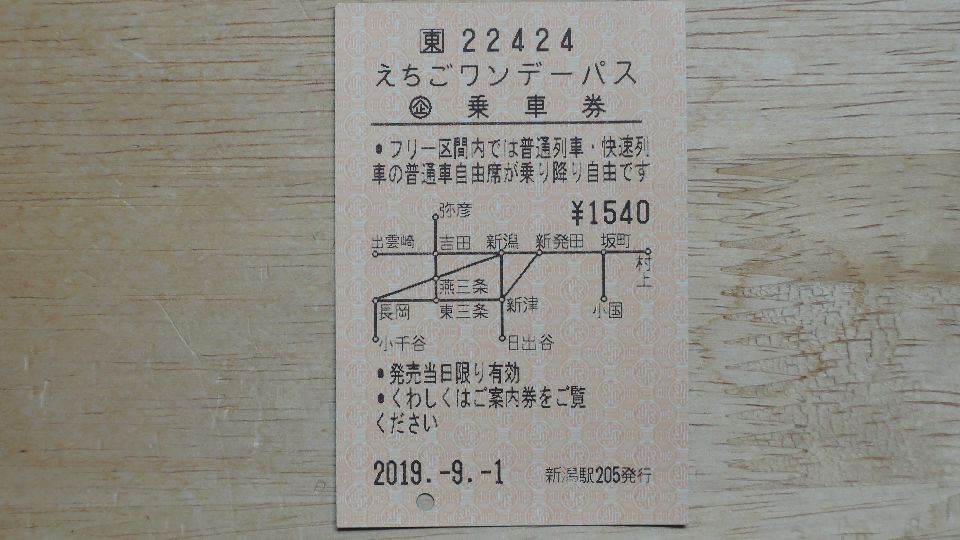 東 22424
えちごワンデーパス
企 乗車券
•フリー区間内では普通列車・快速列
車の普通車自由席が乗り降り自由です
¥1540
弥彦
出雲崎 吉田 新潟 新発田 坂町
村上
燕三条
長岡 東三条 新津 小国
小千谷 日出谷
•発売当日限り有効
•くわしくはご案内券をご覧
ください
2019.-9.-1 新潟駅205発行